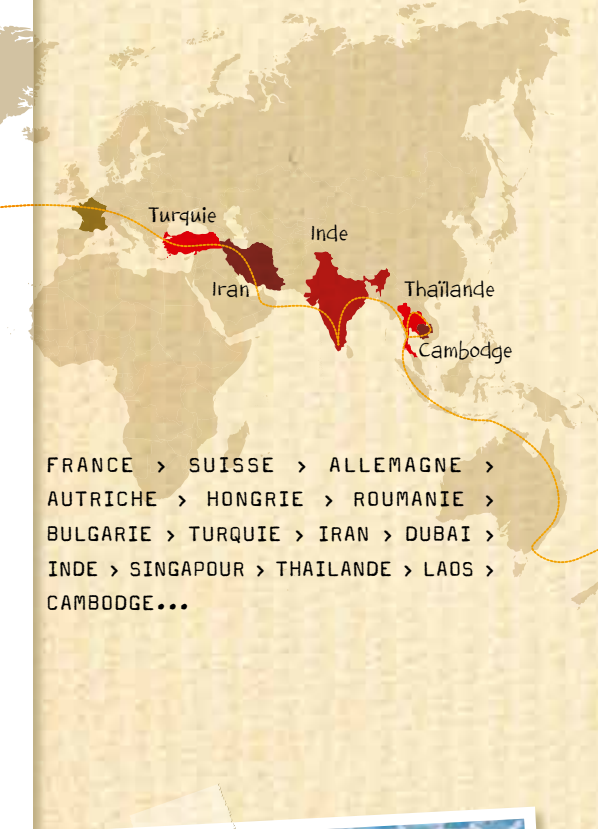 Turquie
Inde
Iran
Thaïlande
Cambodge
FRANCE > SUISSE > ALLEMAGNE >
AUTRICHE > HONGRIE > ROUMANIE >
BULGARIE > TURQUIE > IRAN > DUBAI >
INDE > SINGAPOUR > THAILANDE > LAOS >
CAMBODGE...